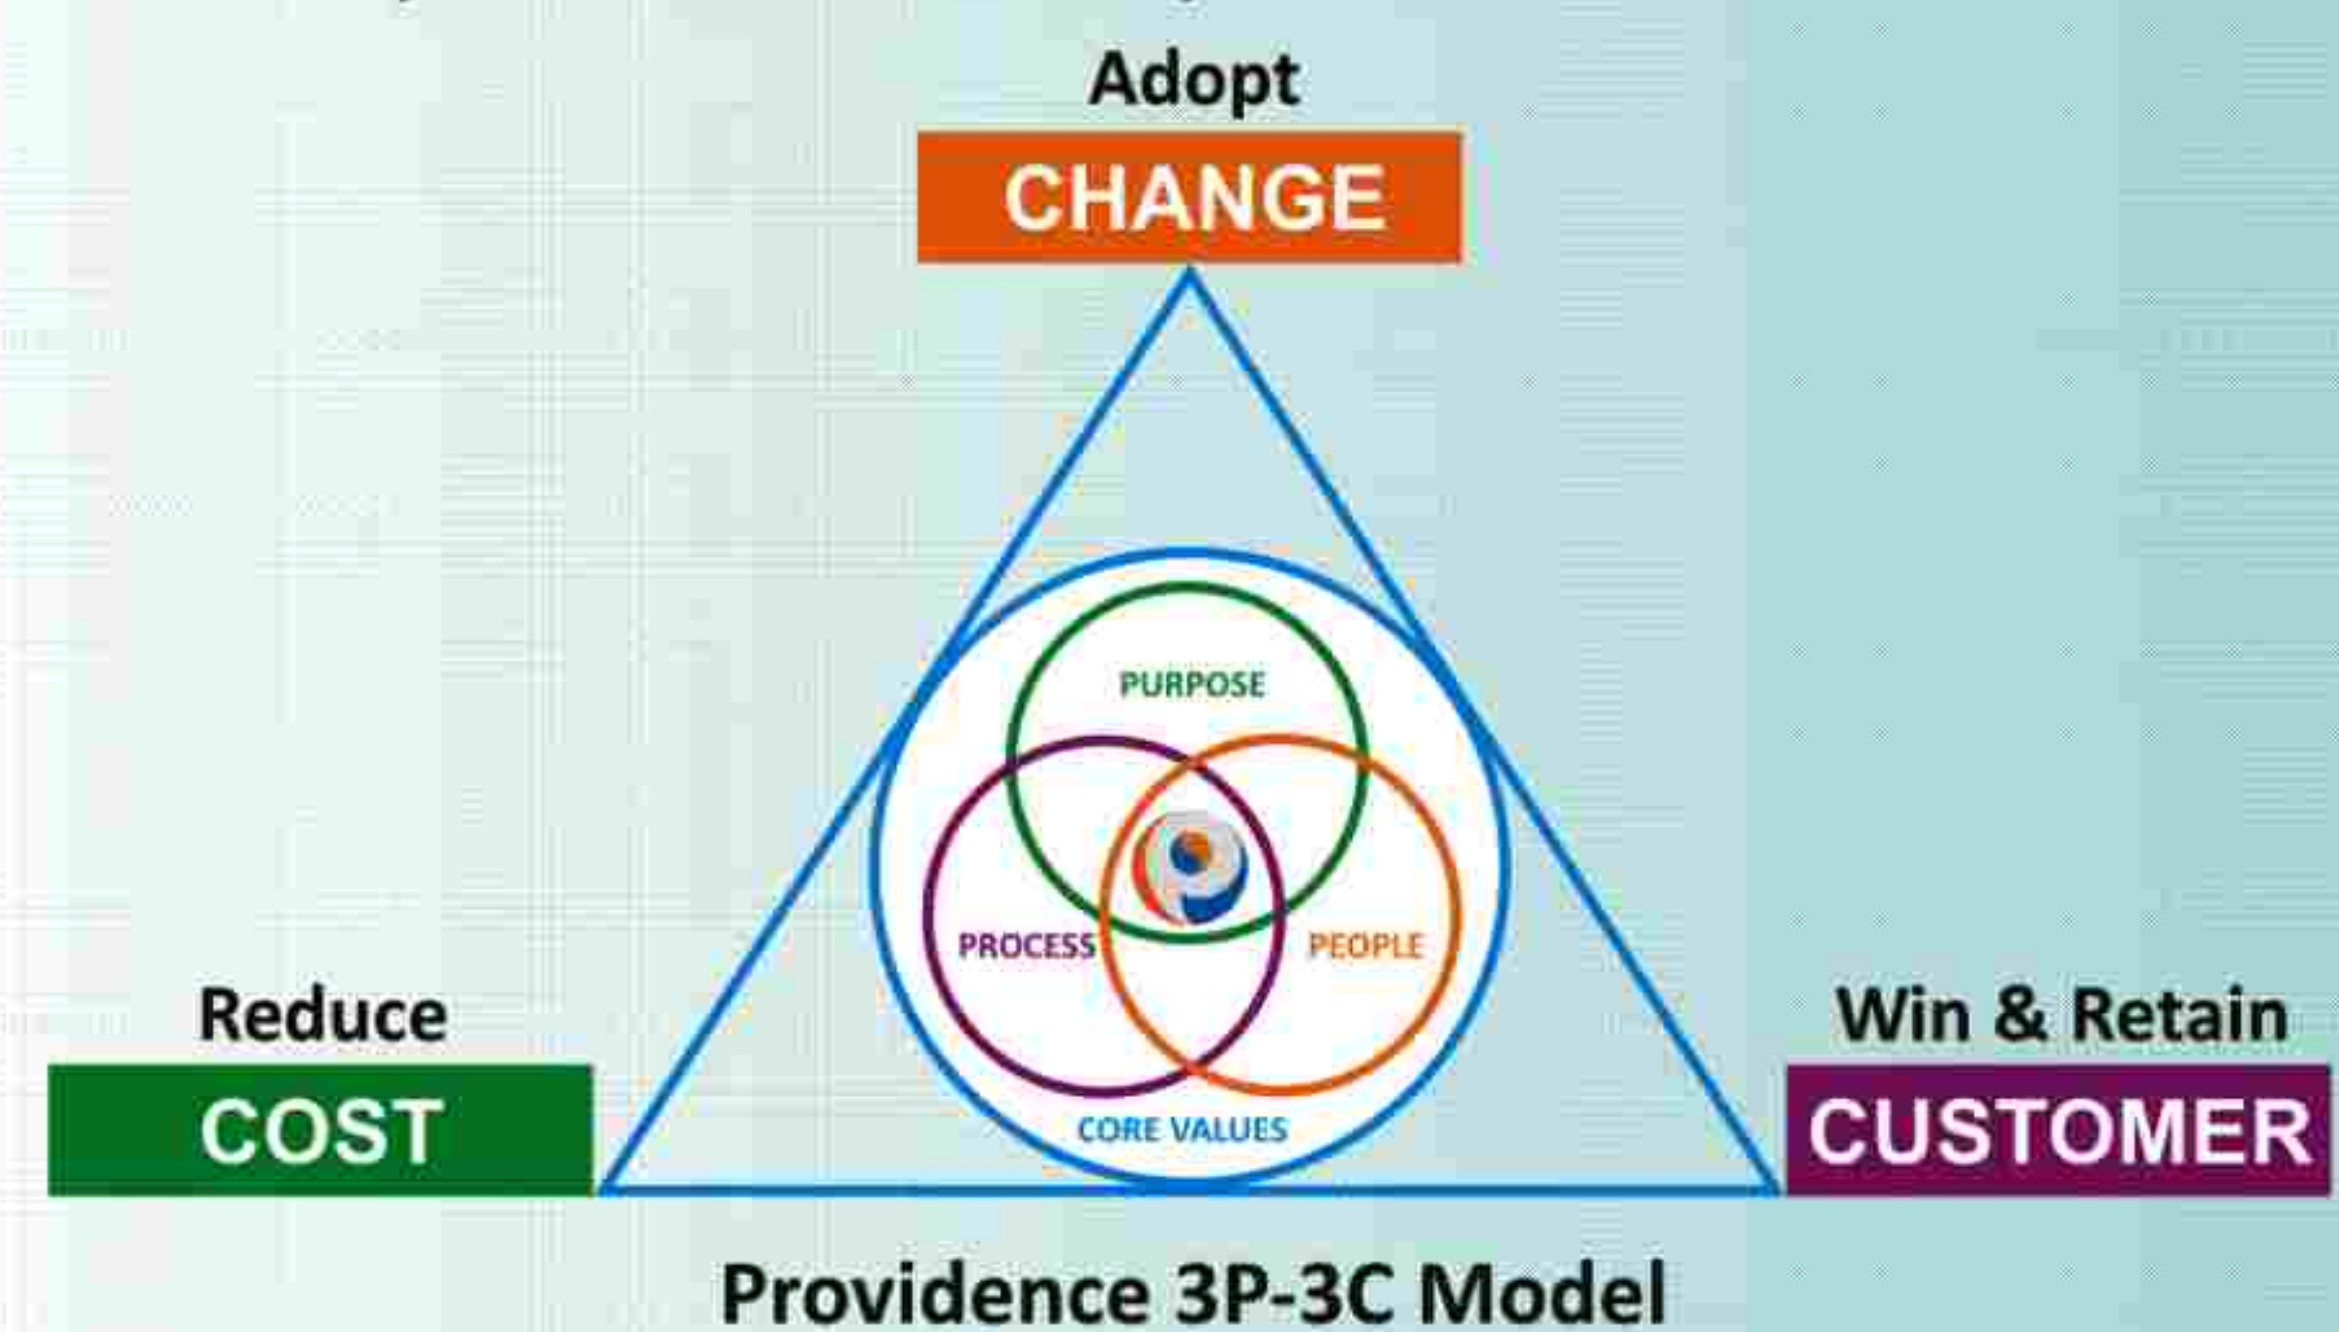 Adopt
CHANGE
PURPOSE
PROCESS
PEOPLE
CORE VALUES
Reduce
COST
Win & Retain
CUSTOMER
Providence 3P-3C Model